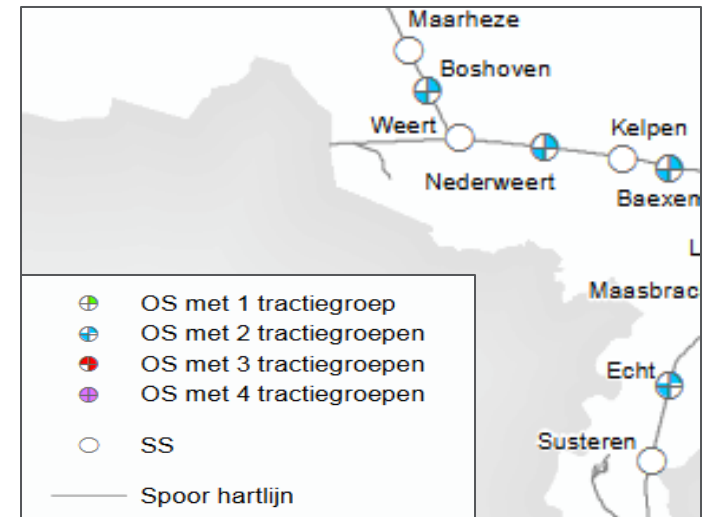 Maarheze
Boshoven
Weert
Kelpen
Nederweert
Baexem
L
Maasbrac
OS met 1 tractiegroep
OS met 2 tractiegroepen
OS met 3 tractiegroepen
OS met 4 tractiegroepen
Echt
SS
Susteren
Spoor hartlijn